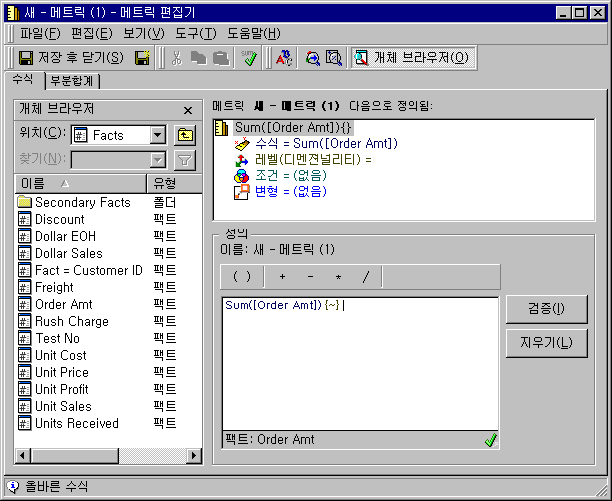 새 - 메트릭 (1) - 메트릭 편집기
파일(F) 편집(E) 보기(V) 도구(T) 도움말(H)
저장 후 닫기(S) 개체 브라우저(O)
수식 부분합계
개체 브라우저
위치(C): Facts
찾기(N):
이름 유형
Secondary Facts 폴더
Discount 팩트
Dollar EOH 팩트
Dollar Sales 팩트
Fact = Customer ID 팩트
Freight 팩트
Order Amt 팩트
Rush Charge 팩트
Test No 팩트
Unit Cost 팩트
Unit Price 팩트
Unit Profit 팩트
Unit Sales 팩트
Units Received 팩트
메트릭 새 - 메트릭 (1) 다음으로 정의됨:
Sum([Order Amt]){}
수식 = Sum([Order Amt])
레벨(디멘젼널리티) =
조건 = (없음)
변형 = (없음)
정의
이름: 새 - 메트릭 (1)
( ) + - * /
Sum([Order Amt]) {~}
검증(I)
지우기(L)
팩트: Order Amt
올바른 수식